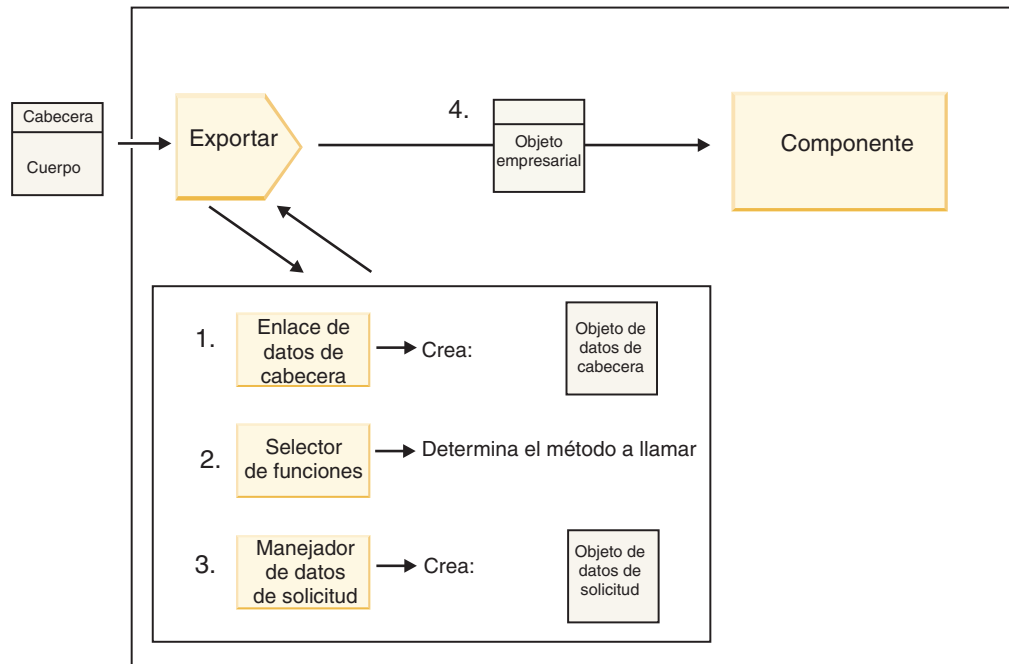 Cabecera
Cuerpo
Exportar
4.
Objeto
empresarial
Componente
1.
Enlace de
datos de
cabecera
Crea:
Objeto de
datos de
cabecera
2.
Selector
de funciones
Determina el método a llamar
3.
Manejador
de datos
de solicitud
Crea:
Objeto de
datos de
solicitud